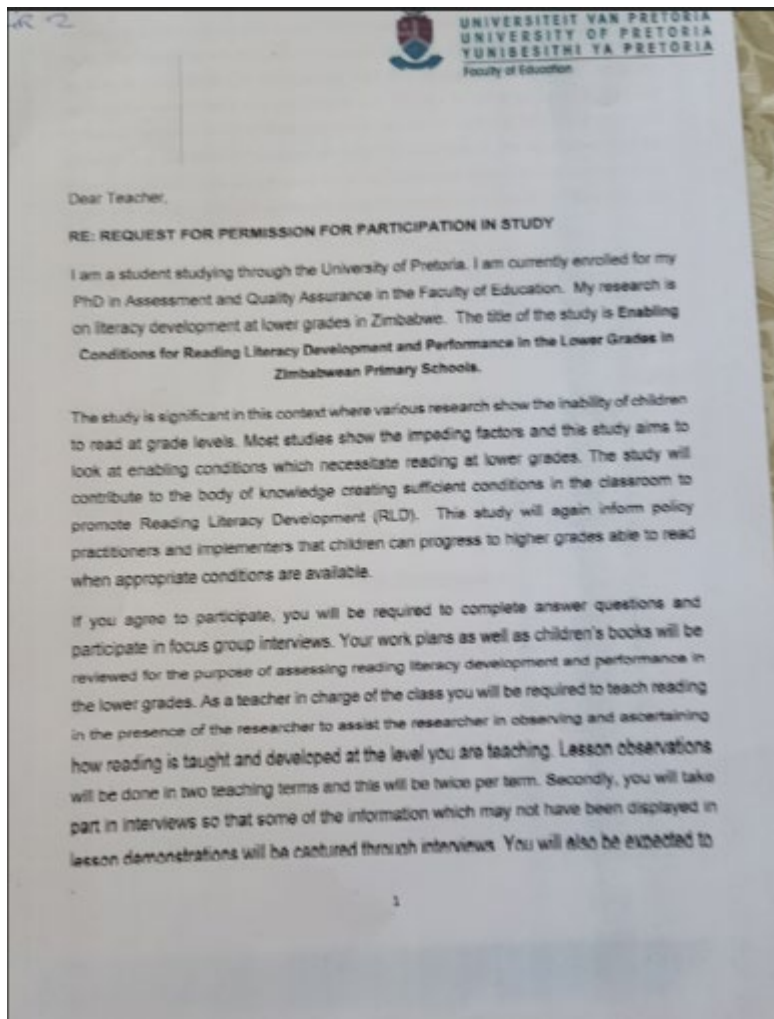 GR 2
UNIVERSITEIT VAN PRETORIA
UNIVERSITY OF PRETORIA
YUNIBESITHI YA PRETORIA
Faculty of Education
Dear Teacher,
RE: REQUEST FOR PERMISSION FOR PARTICIPATION IN STUDY
I am a student studying through the University of Pretoria. I am currently enrolled for my
PhD in Assessment and Quality Assurance in the Faculty of Education. My research is
on literacy development at lower grades in Zimbabwe. The title of the study is Enabling
Conditions for Reading Literacy Development and Performance in the Lower Grades in
Zimbabwean Primary Schools.
The study is significant in this context where various research show the inability of children
to read at grade levels. Most studies show the impeding factors and this study aims to
look at enabling conditions which necessitate reading at lower grades. The study will
contribute to the body of knowledge creating sufficient conditions in the classroom to
promote Reading Literacy Development (RLD). This study will again inform policy
practitioners and implementers that children can progress to higher grades able to read
when appropriate conditions are available.
If you agree to participate, you will be required to complete answer questions and
participate in focus group interviews. Your work plans as well as children's books will be
reviewed for the purpose of assessing reading literacy development and performance in
the lower grades. As a teacher in charge of the class you will be required to teach reading
in the presence of the researcher to assist the researcher in observing and ascertaining
how reading is taught and developed at the level you are teaching. Lesson observations
will be done in two teaching terms and this will be twice per term. Secondly, you will take
part in interviews so that some of the information which may not have been displayed in
lesson demonstrations will be captured through interviews. You will also be expected to
1